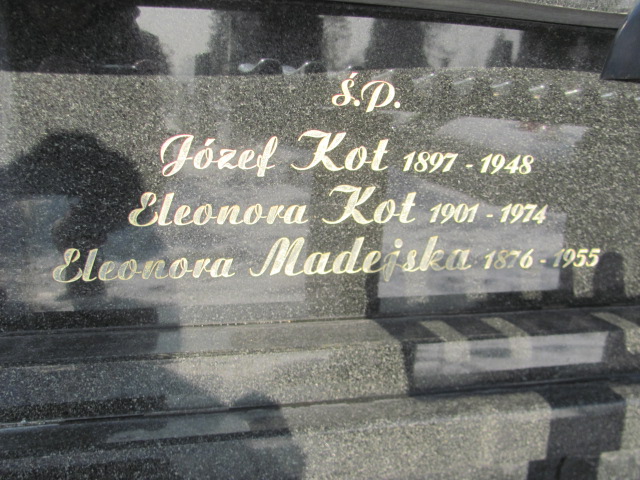 Ś.P.
Józef Kot 1897 - 1948
Eleonora Kot 1901 - 1974
Eleonora Madejska 1876 - 1955